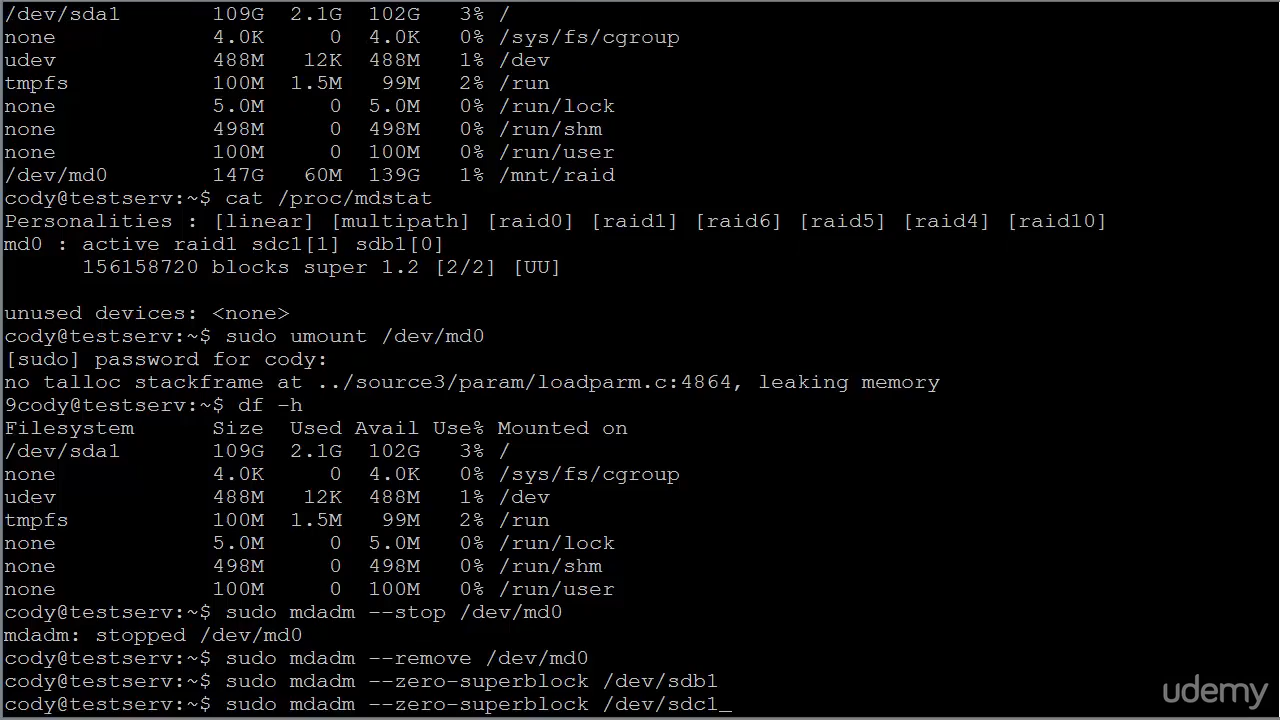 /dev/sda1       109G  2.1G  102G   3% /
none            4.0K     0  4.0K   0% /sys/fs/cgroup
udev            488M   12K  488M   1% /dev
tmpfs           100M  1.5M   99M   2% /run
none            5.0M     0  5.0M   0% /run/lock
none            498M     0  498M   0% /run/shm
none            100M     0  100M   0% /run/user
/dev/md0        147G   60M  139G   1% /mnt/raid
cody@testserv:~$ cat /proc/mdstat
Personalities : [linear] [multipath] [raid0] [raid1] [raid6] [raid5] [raid4] [raid10]
md0 : active raid1 sdc1[1] sdb1[0]
      156158720 blocks super 1.2 [2/2] [UU]
unused devices: <none>
cody@testserv:~$ sudo umount /dev/md0
[sudo] password for cody:
no talloc stackframe at ../source3/param/loadparm.c:4864, leaking memory
9cody@testserv:~$ df -h
Filesystem      Size  Used Avail Use% Mounted on
/dev/sda1       109G  2.1G  102G   3% /
none            4.0K     0  4.0K   0% /sys/fs/cgroup
udev            488M   12K  488M   1% /dev
tmpfs           100M  1.5M   99M   2% /run
none            5.0M     0  5.0M   0% /run/lock
none            498M     0  498M   0% /run/shm
none            100M     0  100M   0% /run/user
cody@testserv:~$ sudo mdadm --stop /dev/md0
mdadm: stopped /dev/md0
cody@testserv:~$ sudo mdadm --remove /dev/md0
cody@testserv:~$ sudo mdadm --zero-superblock /dev/sdb1
cody@testserv:~$ sudo mdadm --zero-superblock /dev/sdc1_
udemy